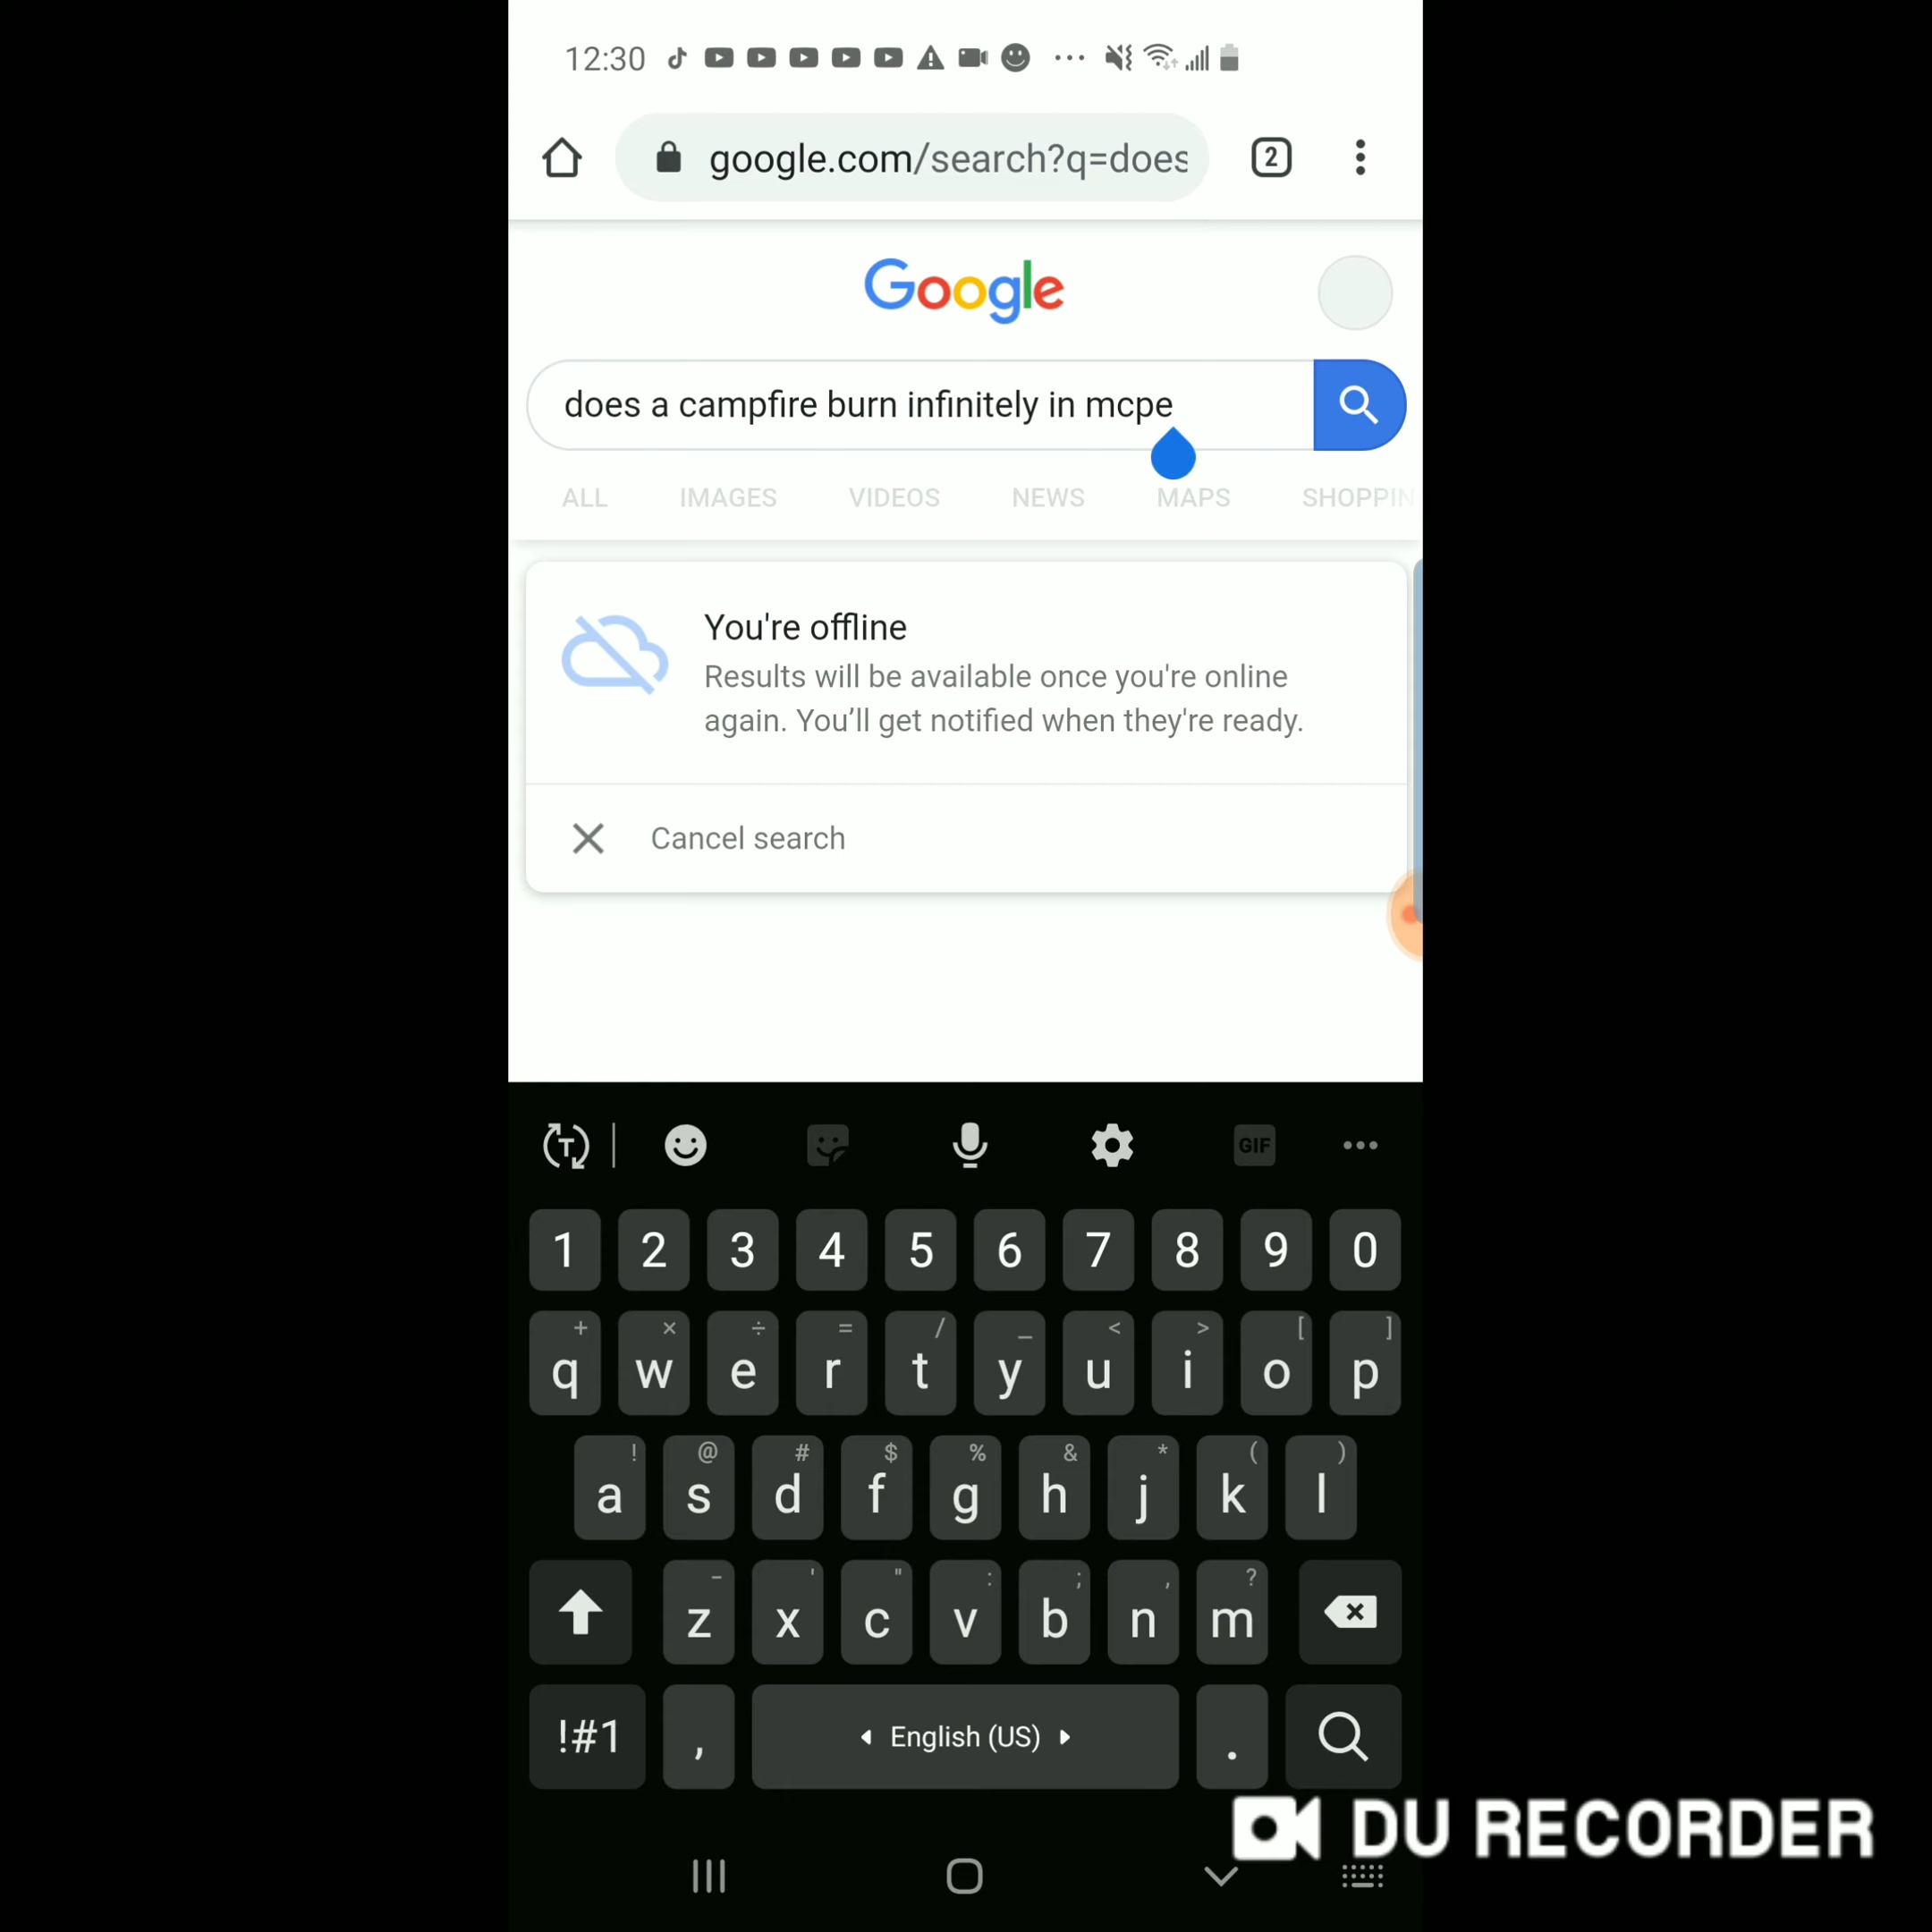 12:30
google.com/search?q=does
2
Google
does a campfire burn infinitely in mcpe
ALL IMAGES VIDEOS NEWS MAPS SHOPPIN
You're offline
Results will be available once you're online
again. You’ll get notified when they're ready.
Cancel search
T GIF
1 2 3 4 5 6 7 8 9 0
+ × ÷ = / _ < > [ ]
q w e r t y u i o p
! @ # $ % & * ( )
a s d f g h j k l
- ' " : ; , ?
z x c v b n m
!#1 , English (US) .
DU RECORDER